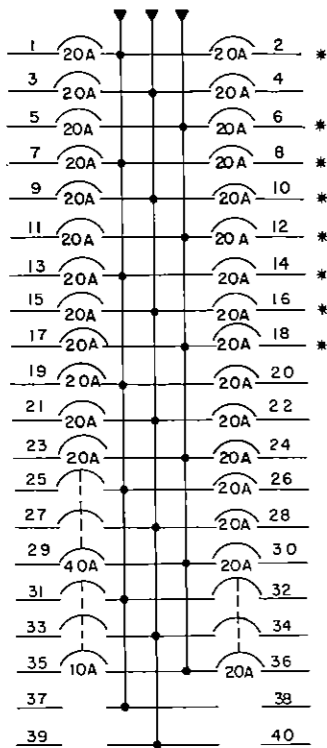 1 20A 20A 2 *
3 20A 20A 4
5 20A 20A 6 *
7 20A 20A 8 *
9 20A 20A 10 *
11 20A 20A 12 *
13 20A 20A 14 *
15 20A 20A 16 *
17 20A 20A 18 *
19 20A 20A 20
21 20A 20A 22
23 20A 20A 24
25 20A 26
27 20A 28
29 40A 20A 30
31 32
33 34
35 10A 20A 36
37 38
39 40